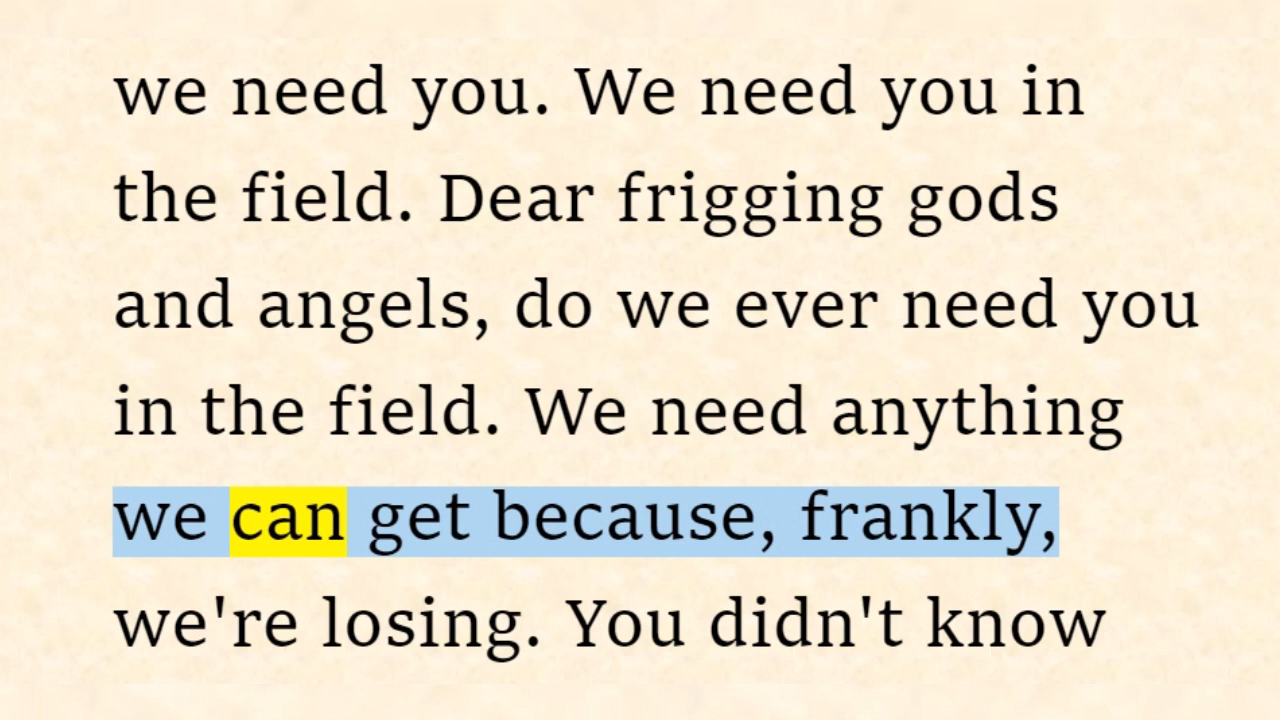 we need you. We need you in
the field. Dear frigging gods
and angels, do we ever need you
in the field. We need anything
we can get because, frankly,
we're losing. You didn't know